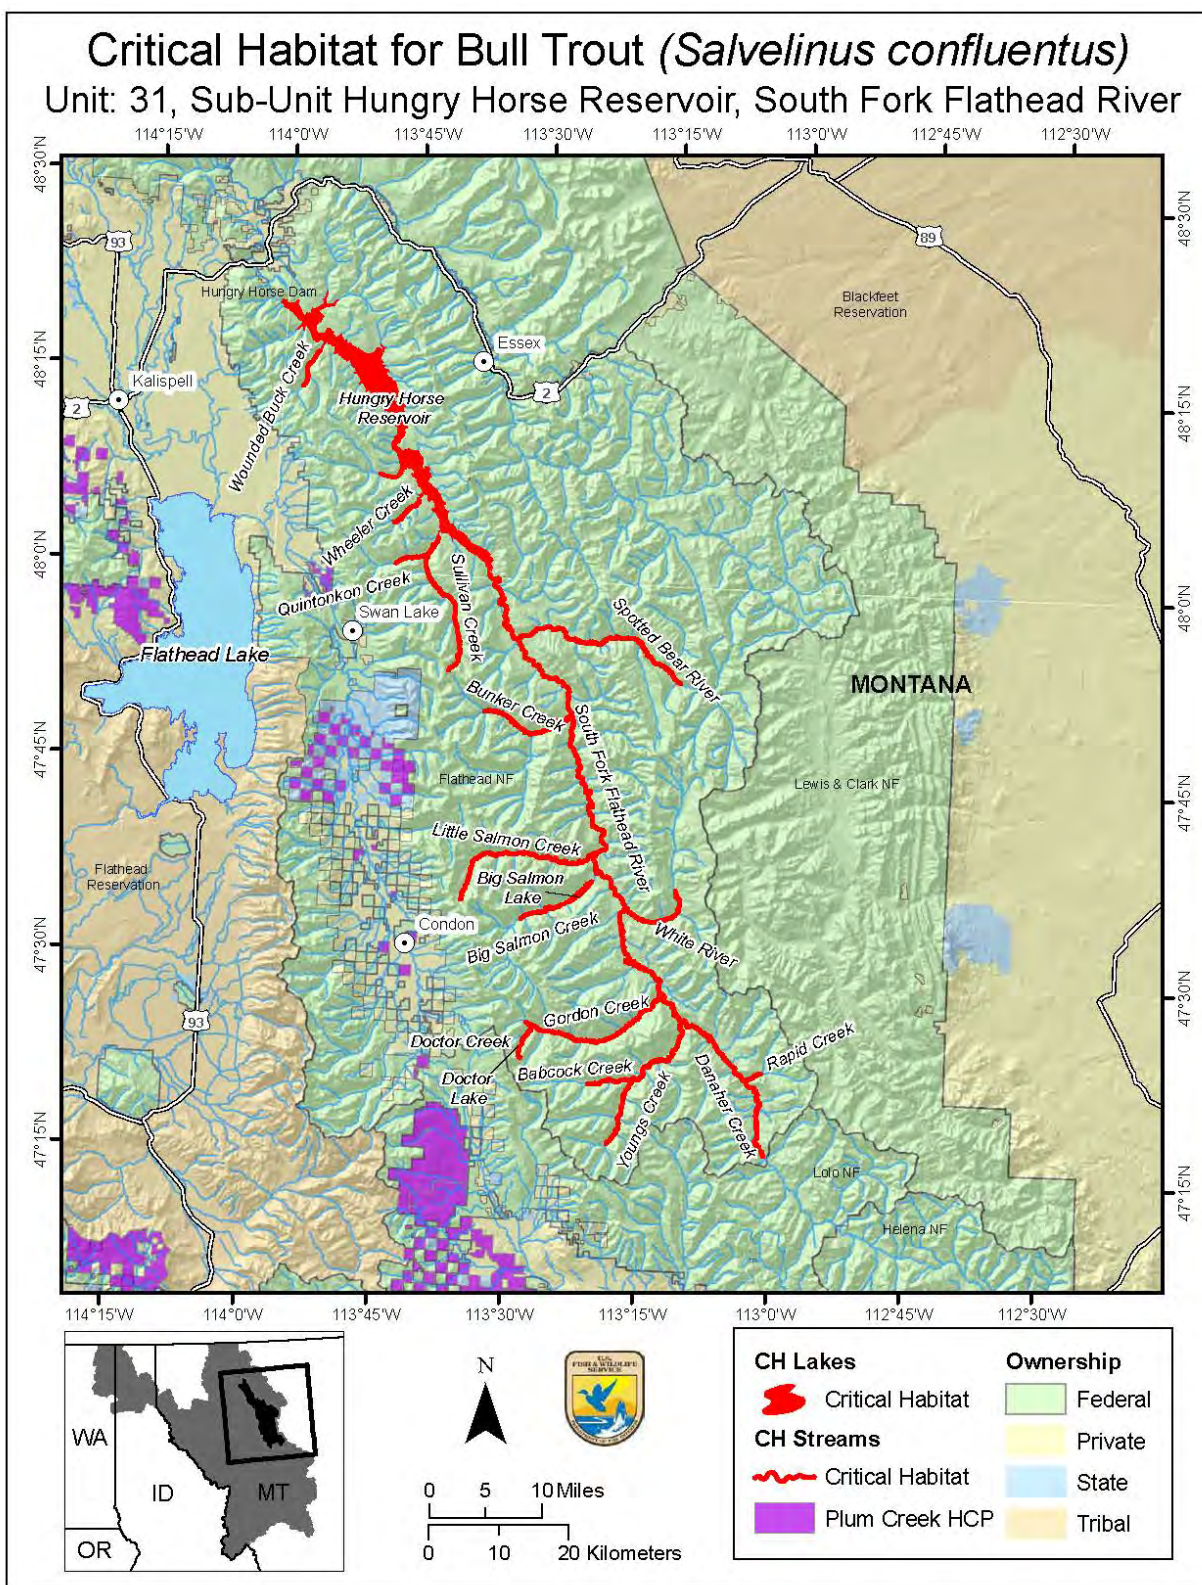 Critical Habitat for Bull Trout (Salvelinus confluentus)
Unit: 31, Sub-Unit Hungry Horse Reservoir, South Fork Flathead River
114°15'W 114°0'W 113°45'W 113°30'W 113°15'W 113°0'W 112°45'W 112°30'W
48°30'N
48°30'N
93
89
Hungry Horse Dam
Blackfeet
Reservation
48°15'N
Essex
Kalispell
2
2
48°15'N
Hungry Horse
Reservoir
Wounded Buck Creek
Wheeler Creek
48°0'N
Quintonkon Creek
Sullivan Creek
48°0'N
Swan Lake
Spotted Bear River
Flathead Lake
MONTANA
Bunker Creek
South Fork Flathead River
47°45'N
Flathead NF
Lewis & Clark NF
47°45'N
Little Salmon Creek
Flathead
Reservation
Big Salmon
Lake
Condon
Big Salmon Creek
White River
47°30'N
47°30'N
Gordon Creek
93
Doctor Creek
Rapid Creek
Babcock Creek
Doctor
Lake
Danaher Creek
Youngs Creek
47°15'N
Lolo NF
47°15'N
Helena NF
114°15'W 114°0'W 113°45'W 113°30'W 113°15'W 113°0'W 112°45'W 112°30'W
WA
ID
MT
OR
N
U.S.
FISH & WILDLIFE
SERVICE
0 5 10 Miles
0 10 20 Kilometers
CH Lakes
Critical Habitat
CH Streams
Critical Habitat
Plum Creek HCP
Ownership
Federal
Private
State
Tribal